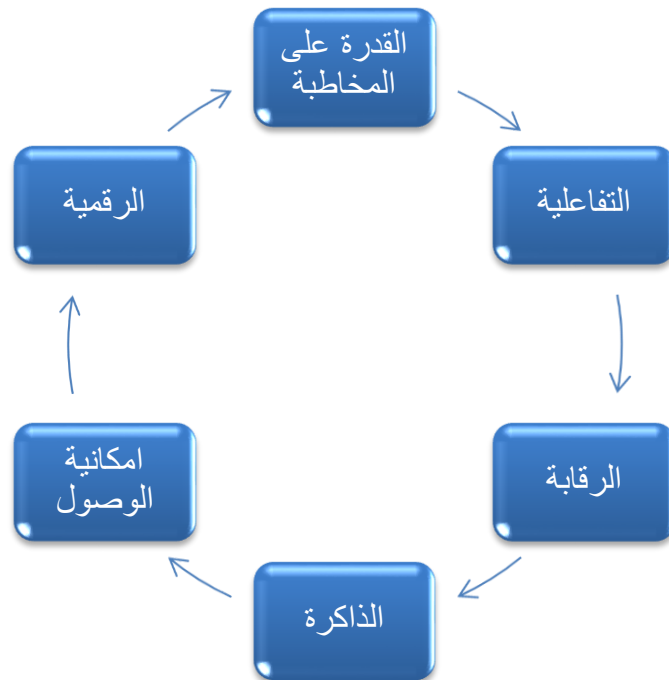 القدرة على
المخاطبة
التفاعلية
الرقابة
الذاكرة
امكانية
الوصول
الرقمية